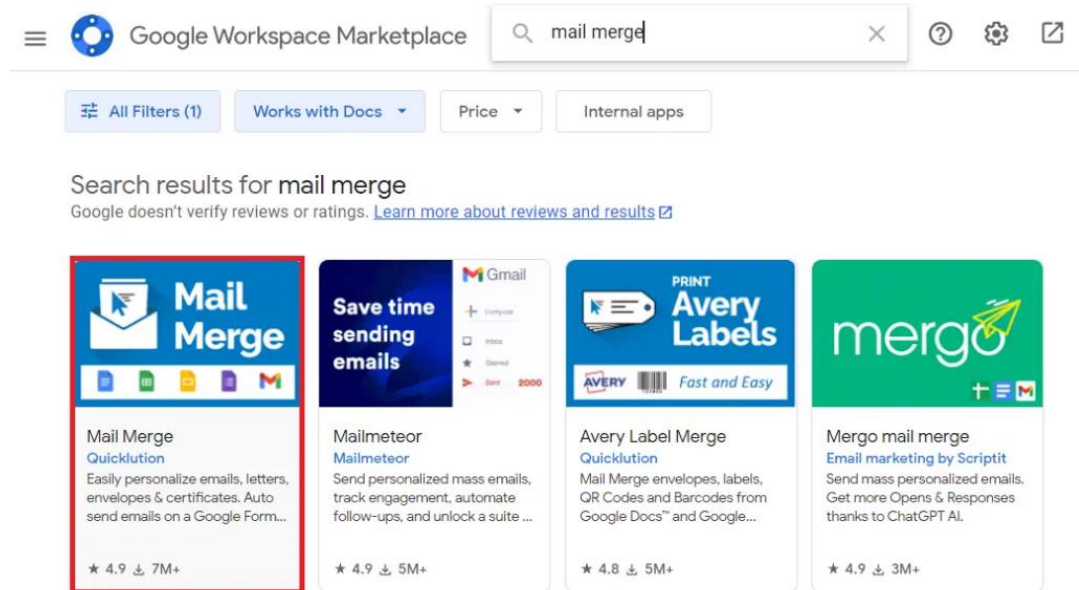 Google Workspace Marketplace
mail merge
All Filters (1)
Works with Docs
Price
Internal apps
Search results for mail merge
Google doesn't verify reviews or ratings. Learn more about reviews and results
Mail
Merge
Mail Merge
Quicklution
Easily personalize emails, letters,
envelopes & certificates. Auto
send emails on a Google Form...
4.9 7M+
Save time
sending
emails
Gmail
Compose
Inbox
Starred
Sent 2000
Mailmeteor
Mailmeteor
Send personalized mass emails,
track engagement, automate
follow-ups, and unlock a suite ...
4.9 5M+
PRINT
Avery
Labels
AVERY Fast and Easy
Avery Label Merge
Quicklution
Mail Merge envelopes, labels,
QR Codes and Barcodes from
Google Docs™ and Google...
4.8 5M+
mergo
Mergo mail merge
Email marketing by Scriptit
Send mass personalized emails.
Get more Opens & Responses
thanks to ChatGPT AI.
4.9 3M+